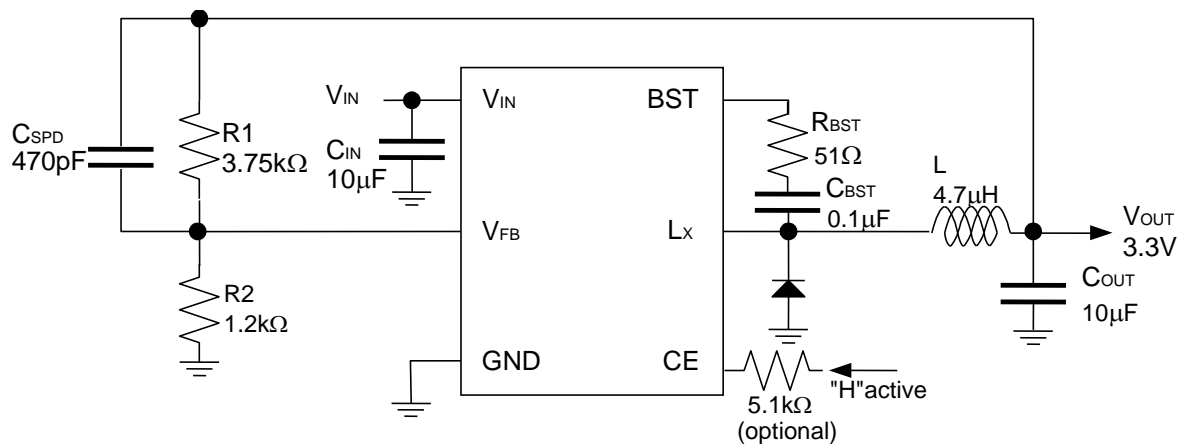 VIN
VIN
BST
CSPD
470pF
R1
3.75kΩ
CIN
10μF
RBST
51Ω
CBST
0.1μF
L
4.7μH
VFB
LX
VOUT
3.3V
R2
1.2kΩ
COUT
10μF
GND
CE
"H"active
5.1kΩ
(optional)